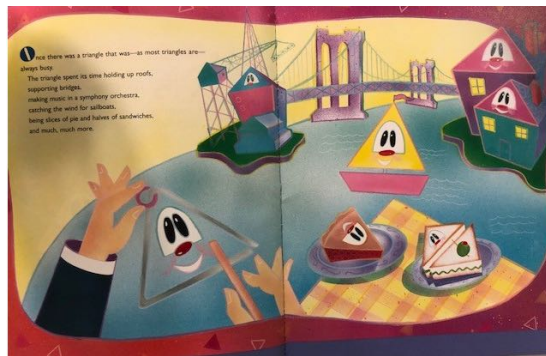 Once there was a triangle that was—as most triangles are—
always busy.
The triangle spent its time holding up roofs,
supporting bridges,
making music in a symphony orchestra,
catching the wind for sailboats,
being slices of pie and halves of sandwiches,
and much, much more.